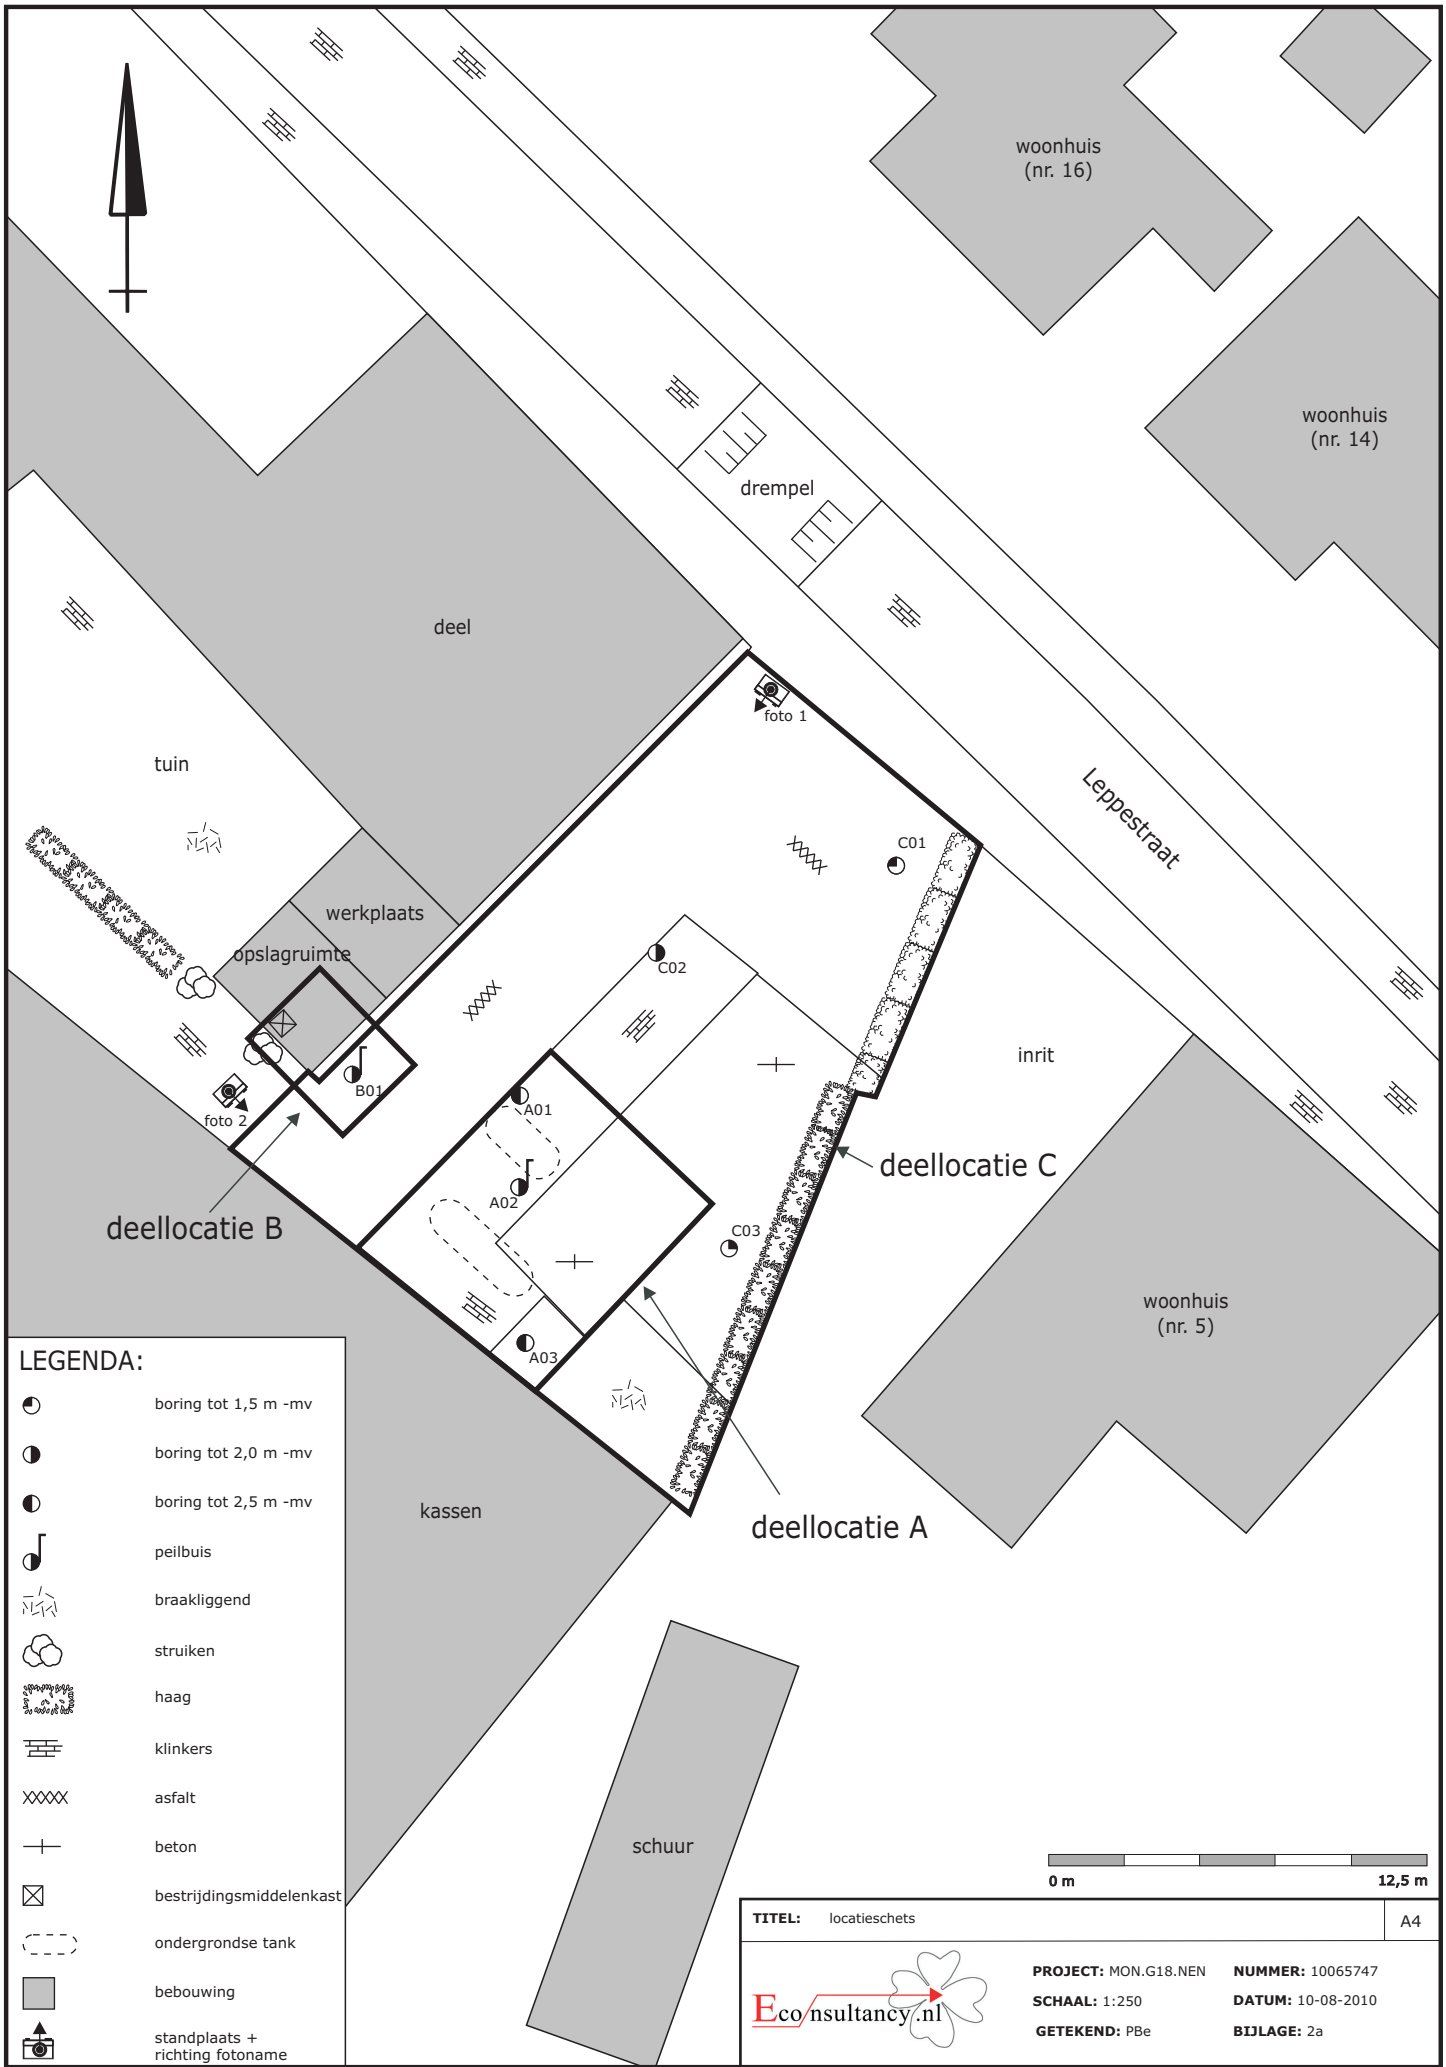 woonhuis
(nr. 16)
woonhuis
(nr. 14)
drempel
deel
foto 1
tuin
Leppestraat
C01
werkplaats
opslagruimte
C02
inrit
B01
foto 2
A01
deellocatie C
A02
deellocatie B
C03
woonhuis
(nr. 5)
A03
deellocatie A
kassen
schuur
LEGENDA:
boring tot 1,5 m -mv
boring tot 2,0 m -mv
boring tot 2,5 m -mv
peilbuis
braakliggend
struiken
haag
klinkers
asfalt
beton
bestrijdingsmiddelenkast
ondergrondse tank
bebouwing
standplaats +
richting fotoname
0 m 12,5 m
TITEL: locatieschets A4
Econsultancy.nl
PROJECT: MON.G18.NEN NUMMER: 10065747
SCHAAL: 1:250 DATUM: 10-08-2010
GETEKEND: PBe BIJLAGE: 2a